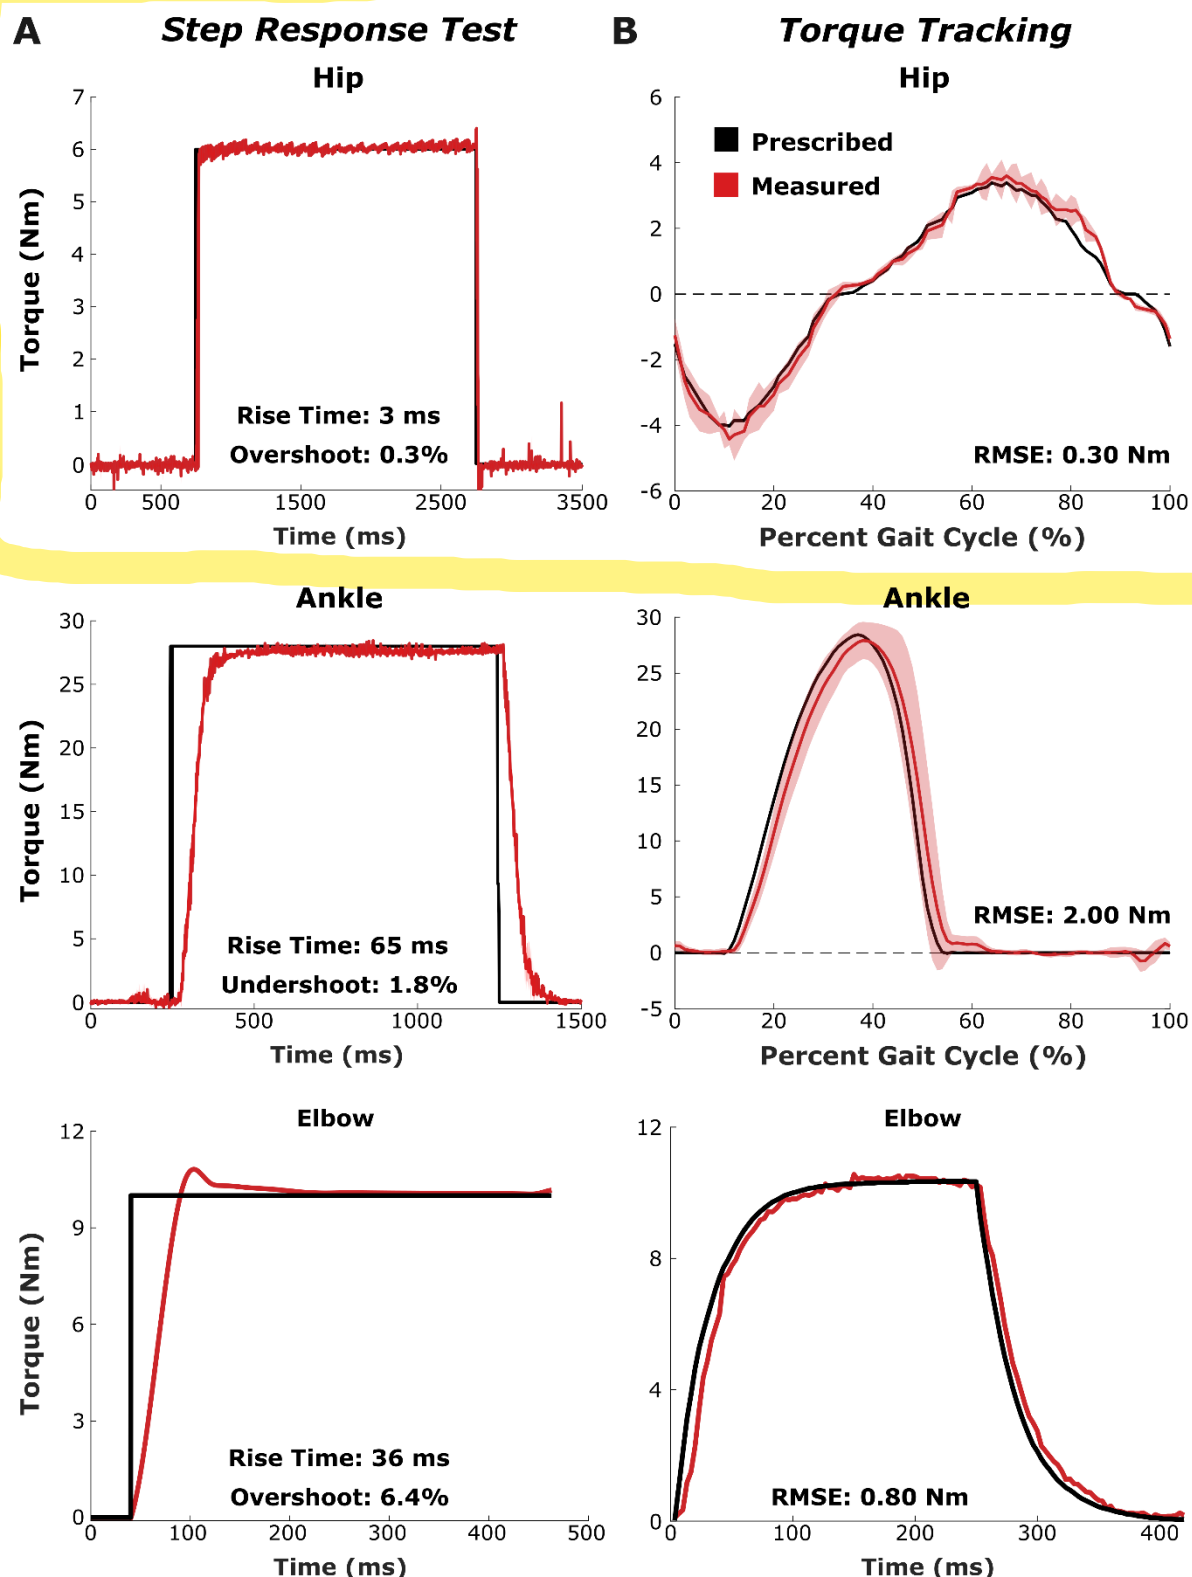 A
Step Response Test
B
Torque Tracking
Hip
Torque (Nm)
7
6
5
4
3
2
1
0
Rise Time: 3 ms
Overshoot: 0.3%
0
500
1500
2500
3500
Time (ms)
Hip
6
4
2
0
-2
-4
-6
Prescribed
Measured
RMSE: 0.30 Nm
0
20
40
60
80
100
Percent Gait Cycle (%)
Ankle
Torque (Nm)
30
25
20
15
10
5
0
Rise Time: 65 ms
Undershoot: 1.8%
0
500
1000
1500
Time (ms)
Ankle
30
25
20
15
10
5
0
-5
RMSE: 2.00 Nm
0
20
40
60
80
100
Percent Gait Cycle (%)
Elbow
Torque (Nm)
12
9
6
3
0
Rise Time: 36 ms
Overshoot: 6.4%
0
100
200
300
400
500
Time (ms)
Elbow
12
8
4
0
RMSE: 0.80 Nm
0
100
200
300
400
Time (ms)